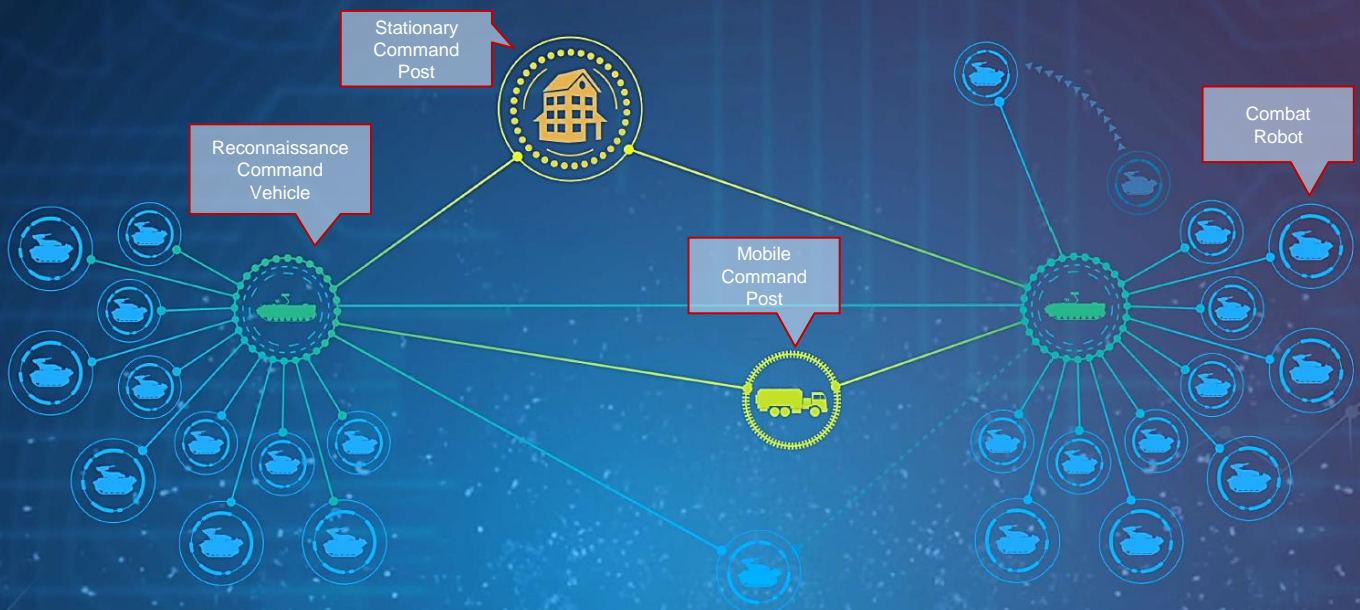 Stationary
Command
Post
Reconnaissance
Command
Vehicle
Combat
Robot
Mobile
Command
Post